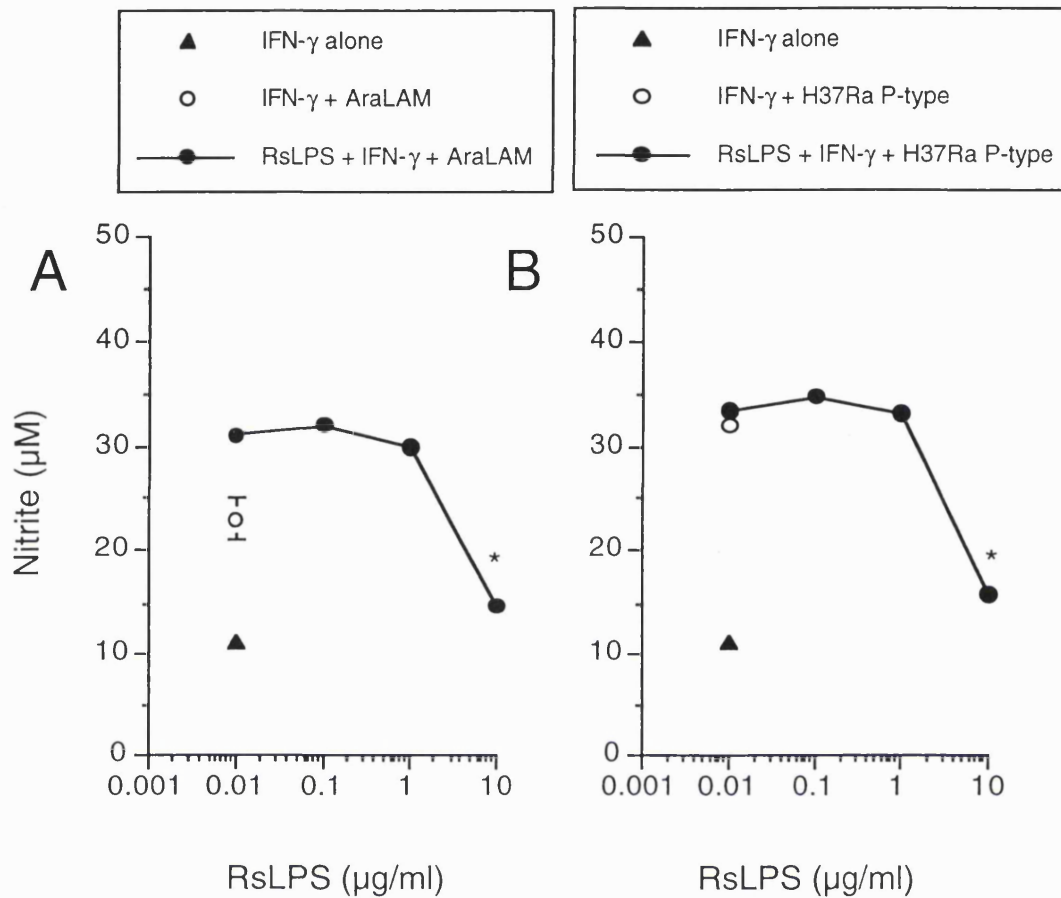 IFN-γ alone
IFN-γ + AraLAM
RsLPS + IFN-γ + AraLAM
IFN-γ alone
IFN-γ + H37Ra P-type
RsLPS + IFN-γ + H37Ra P-type
A
Nitrite (µM)
50
40
30
20
10
0
*
0.001 0.01 0.1 1 10
RsLPS (µg/ml)
B
50
40
30
20
10
0
*
0.001 0.01 0.1 1 10
RsLPS (µg/ml)